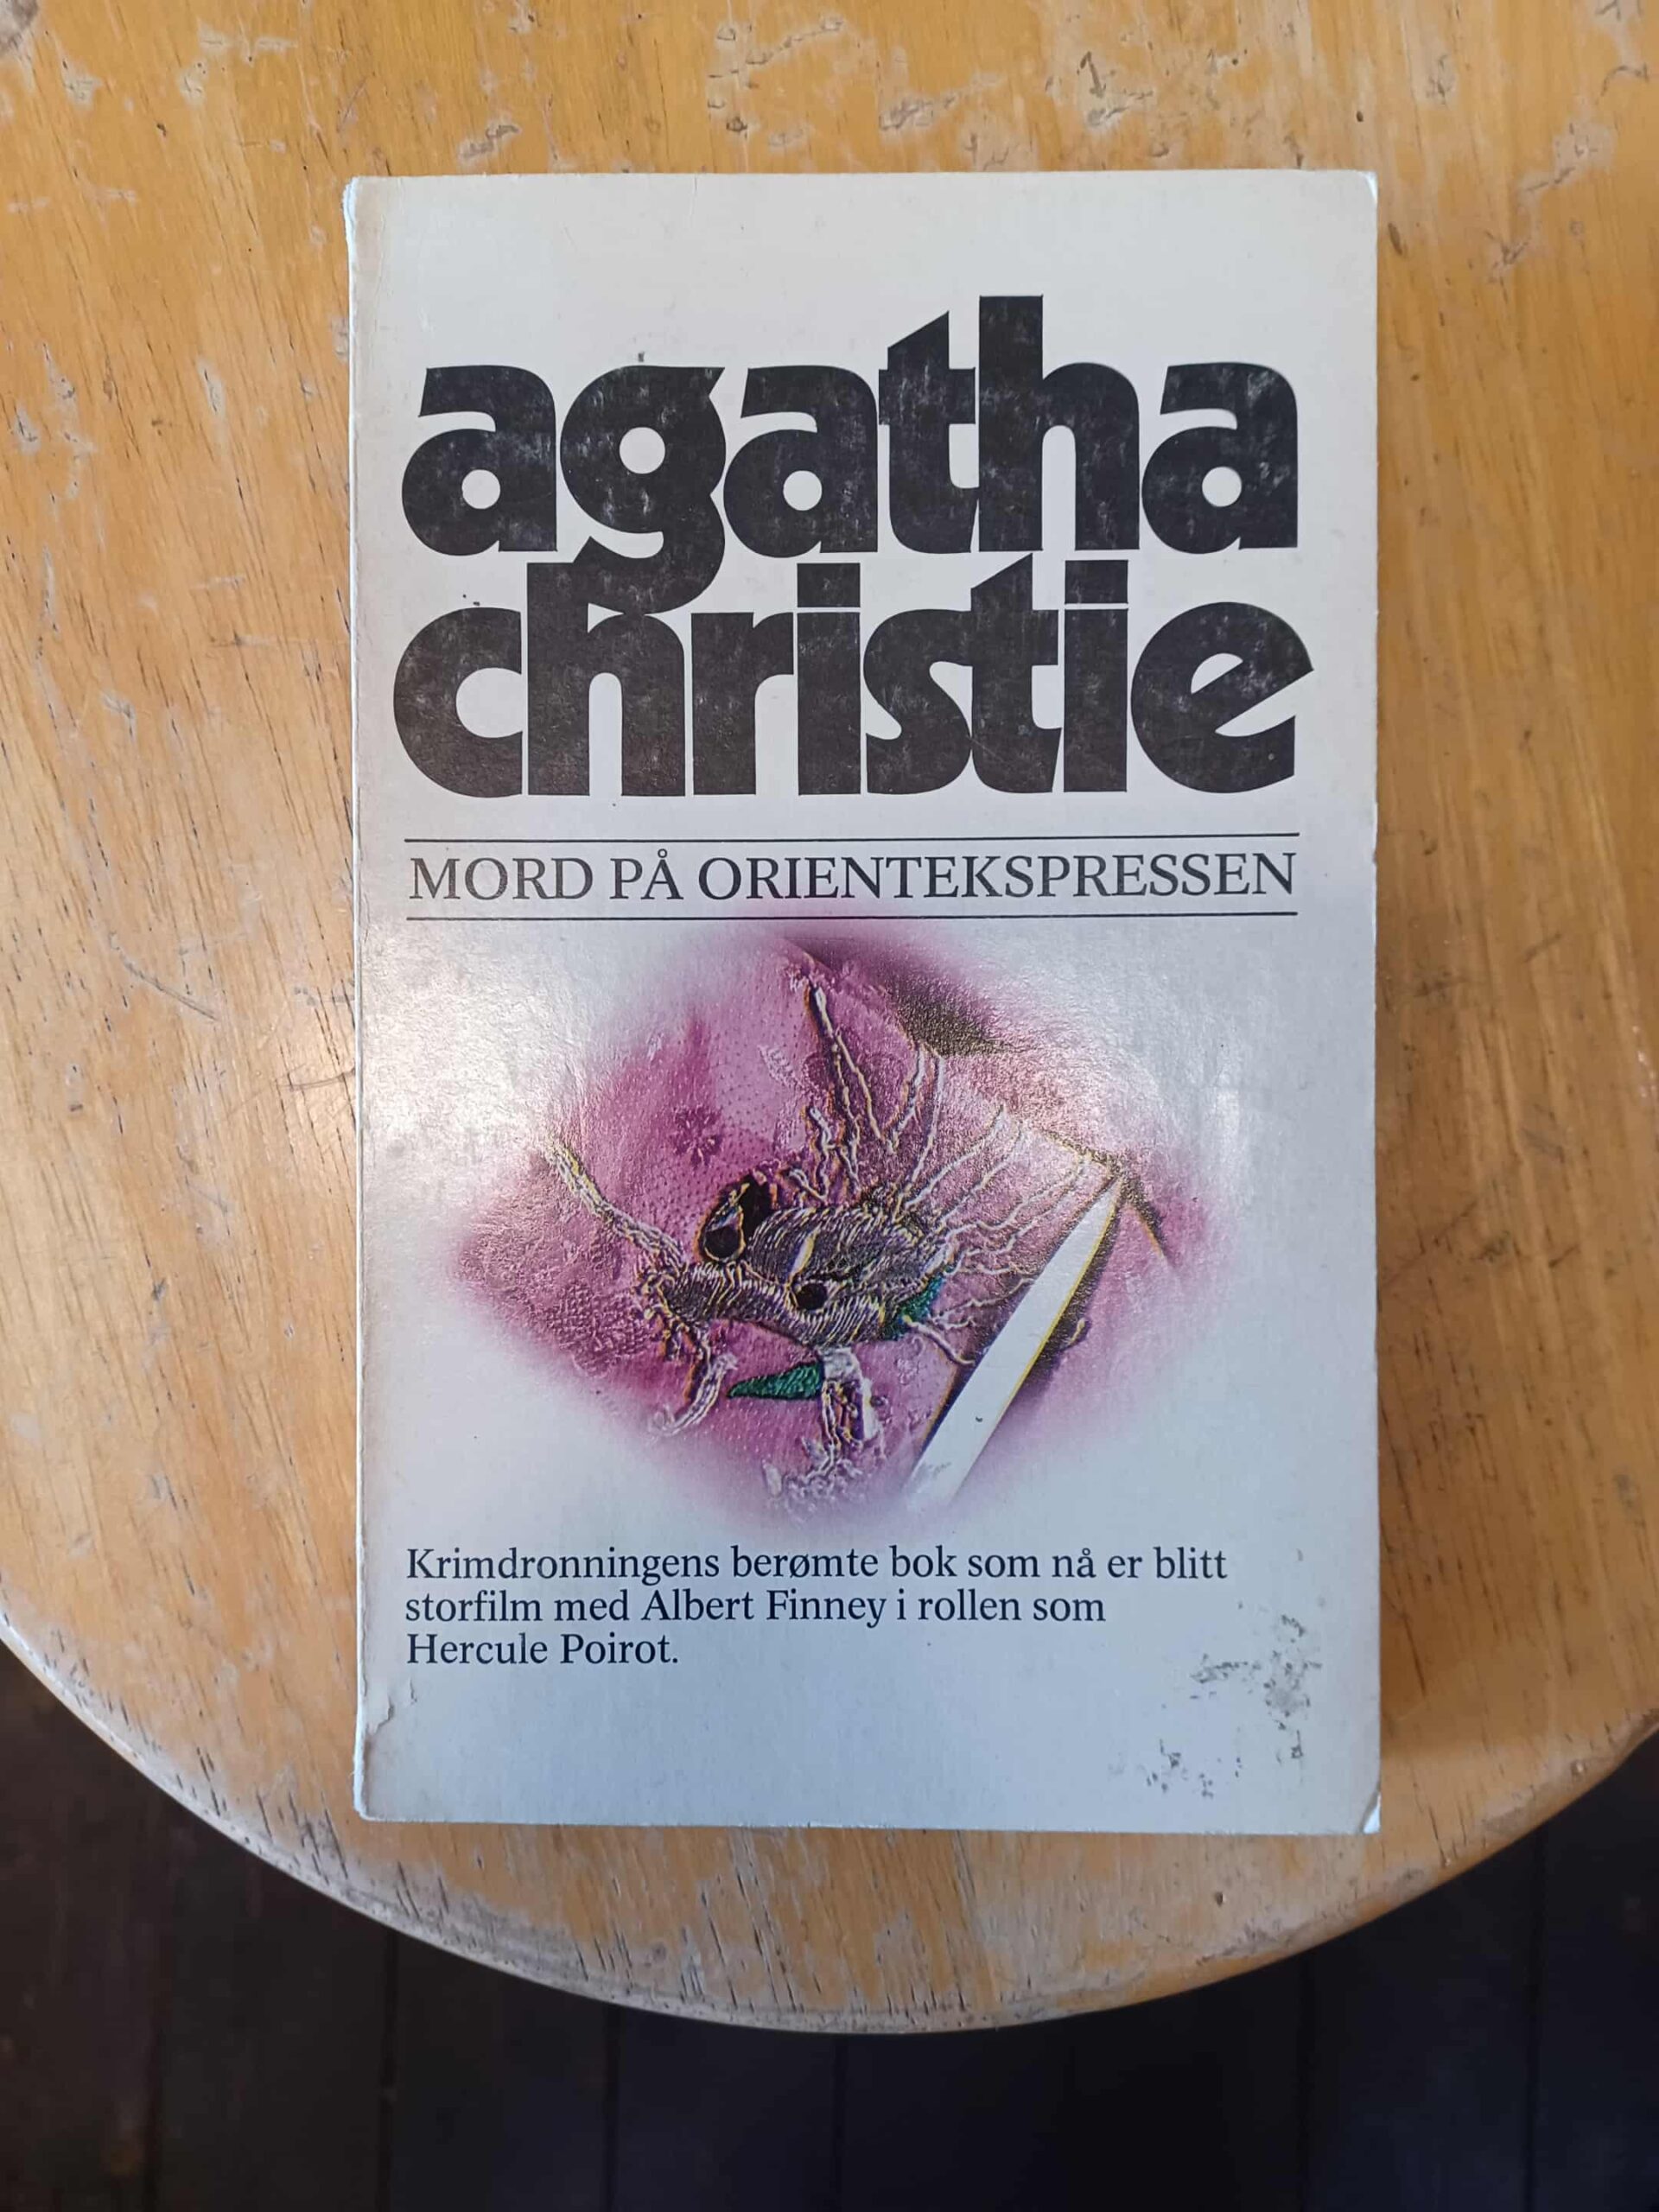 agatha
christie
MORD PÅ ORIENTEKSPRESSEN
Krimdronningens berømte bok som nå er blitt
storfilm med Albert Finney i rollen som
Hercule Poirot.